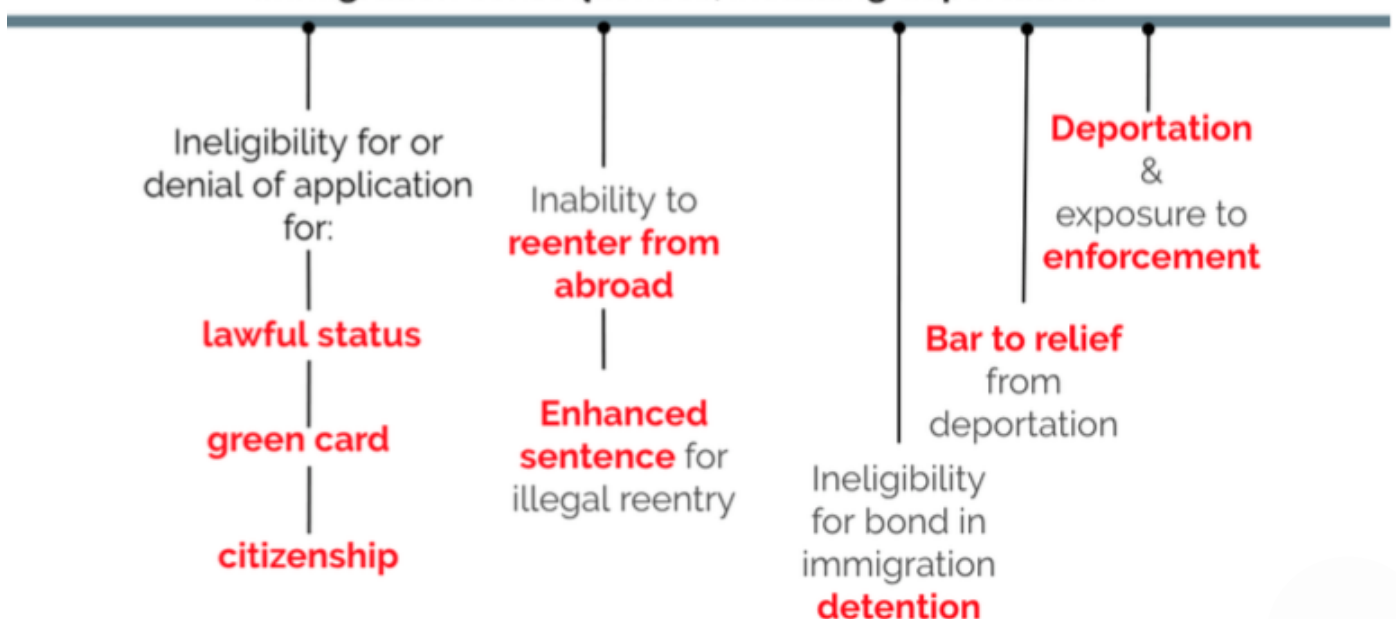 Ineligibility for or
denial of application
for:
lawful status
green card
citizenship
Inability to
reenter from
abroad
Enhanced
sentence for
illegal reentry
Ineligibility
for bond in
immigration
detention
Bar to relief
from
deportation
Deportation
&
exposure to
enforcement